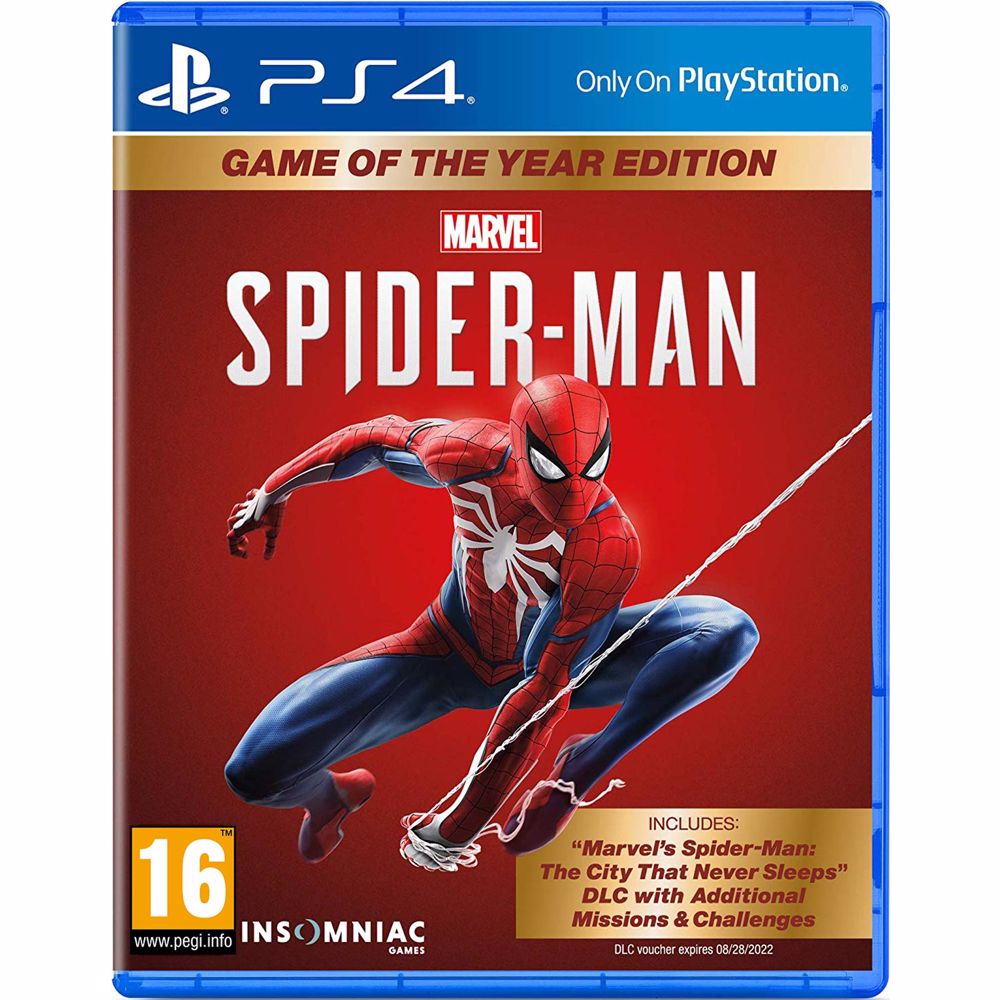 PS4®
Only On PlayStation®
GAME OF THE YEAR EDITION
MARVEL
SPIDER-MAN
INCLUDES:
“Marvel’s Spider-Man:
The City That Never Sleeps”
DLC with Additional
Missions & Challenges
DLC voucher expires 08/28/2022
16™
www.pegi.info
INSOMNIAC
GAMES